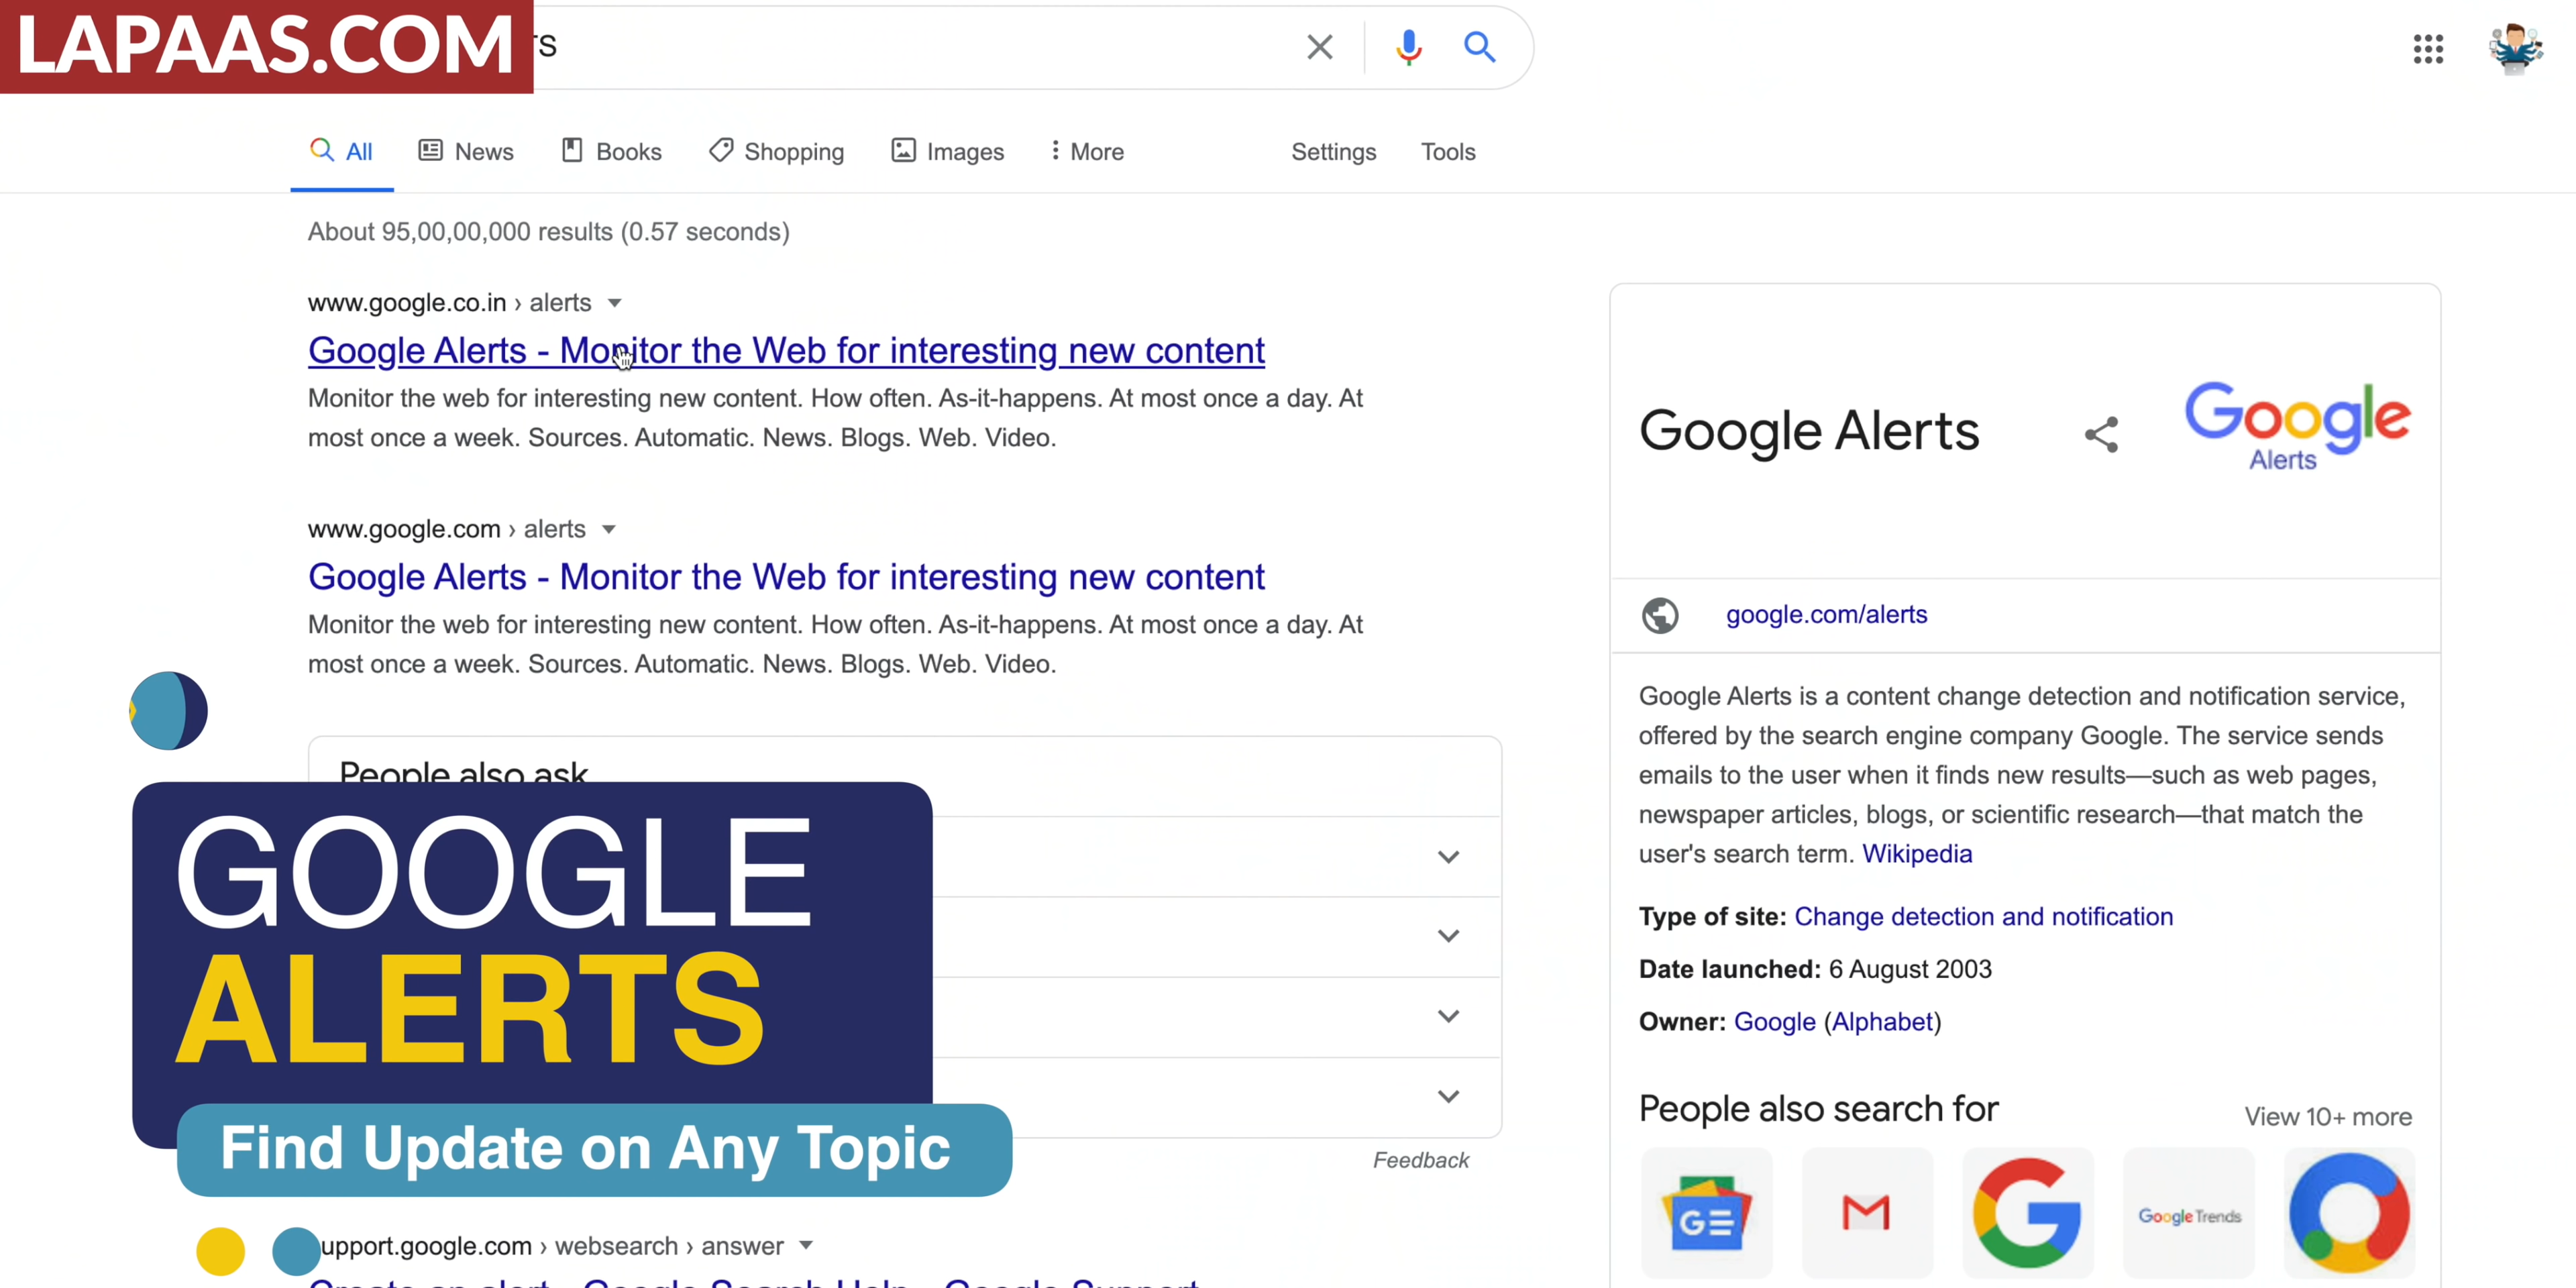 LAPAAS.COM
rs
All News Books Shopping Images More Settings Tools
About 95,00,00,000 results (0.57 seconds)
www.google.co.in › alerts
Google Alerts - Monitor the Web for interesting new content
Monitor the web for interesting new content. How often. As-it-happens. At most once a day. At
most once a week. Sources. Automatic. News. Blogs. Web. Video.
www.google.com › alerts
Google Alerts - Monitor the Web for interesting new content
Monitor the web for interesting new content. How often. As-it-happens. At most once a day. At
most once a week. Sources. Automatic. News. Blogs. Web. Video.
People also ask
GOOGLE
ALERTS
Find Update on Any Topic
Feedback
upport.google.com › websearch › answer
Create an alert - Google Search Help - Google Support
Google Alerts
Google
Alerts
google.com/alerts
Google Alerts is a content change detection and notification service,
offered by the search engine company Google. The service sends
emails to the user when it finds new results—such as web pages,
newspaper articles, blogs, or scientific research—that match the
user's search term. Wikipedia
Type of site: Change detection and notification
Date launched: 6 August 2003
Owner: Google (Alphabet)
People also search for
View 10+ more
GE
Google Trends